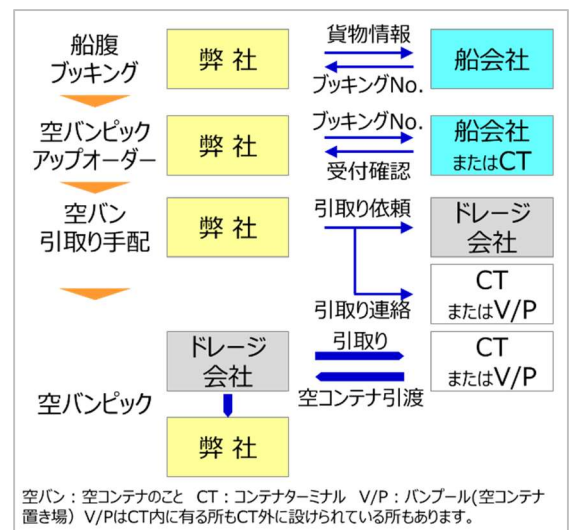 船腹
ブッキング
弊 社
貨物情報
ブッキングNo.
船会社
空バンピック
アップオーダー
弊 社
ブッキングNo.
受付確認
船会社
またはCT
空バン
引取り手配
弊 社
引取り依頼
ドレージ
会社
引取り連絡
CT
またはV/P
空バンピック
ドレージ
会社
引取り
空コンテナ引渡
CT
またはV/P
弊 社
空バン：空コンテナのこと CT：コンテナターミナル V/P：バンプール(空コンテナ
置き場) V/PはCT内に有る所もCT外に設けられている所もあります。